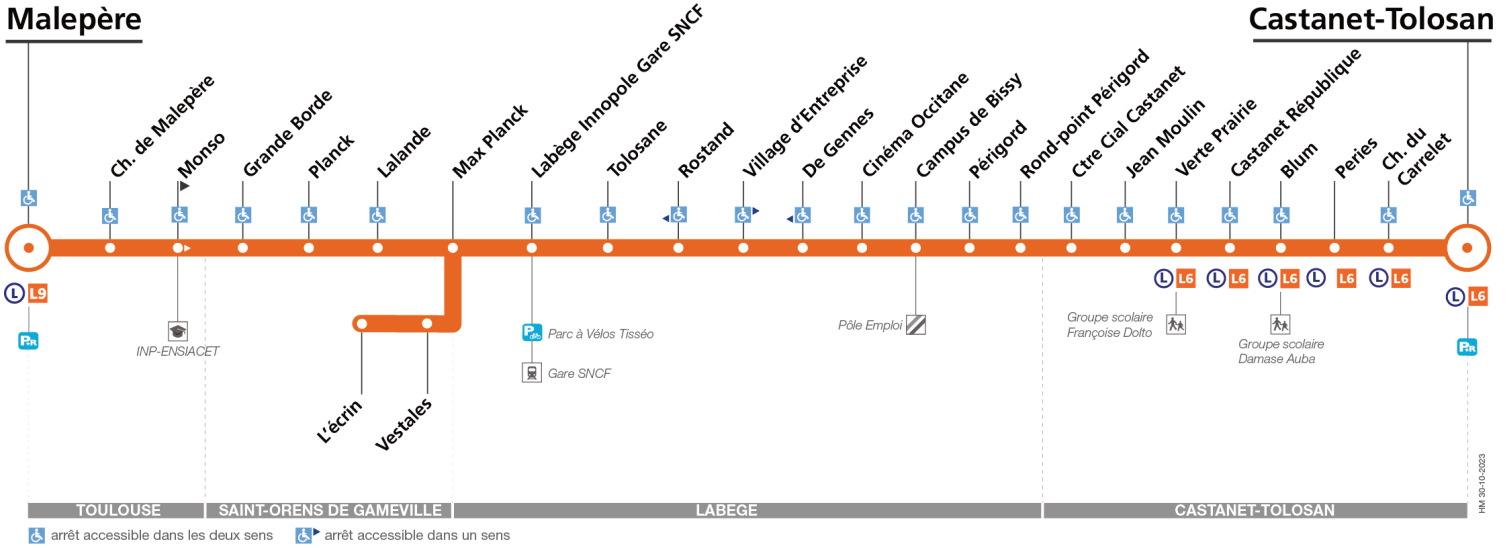 Malepère
Castanet-Tolosan
Ch. de Malepère
Monso
Grande Borde
Planck
Lalande
Max Planck
Labège Innopole Gare SNCF
Tolosane
Rostand
Village d’Entreprise
De Gennes
Cinéma Occitane
Campus de Bissy
Périgord
Rond-point Périgord
Ctre Cial Castanet
Jean Moulin
Verte Prairie
Castanet République
Blum
Peries
Ch. du
Carrelet
L L9
P+R
L L6
L L6
L L6
L L6
L L6
L L6
P+R
INP-ENSIACET
P Parc à Vélos Tisséo
Gare SNCF
Pôle Emploi
Groupe scolaire
Françoise Dolto
Groupe scolaire
Damase Auba
L’écrin
Vestales
HM 30-10-2023
TOULOUSE
SAINT-ORENS DE GAMEVILLE
LABEGE
CASTANET-TOLOSAN
arrêt accessible dans les deux sens
arrêt accessible dans un sens